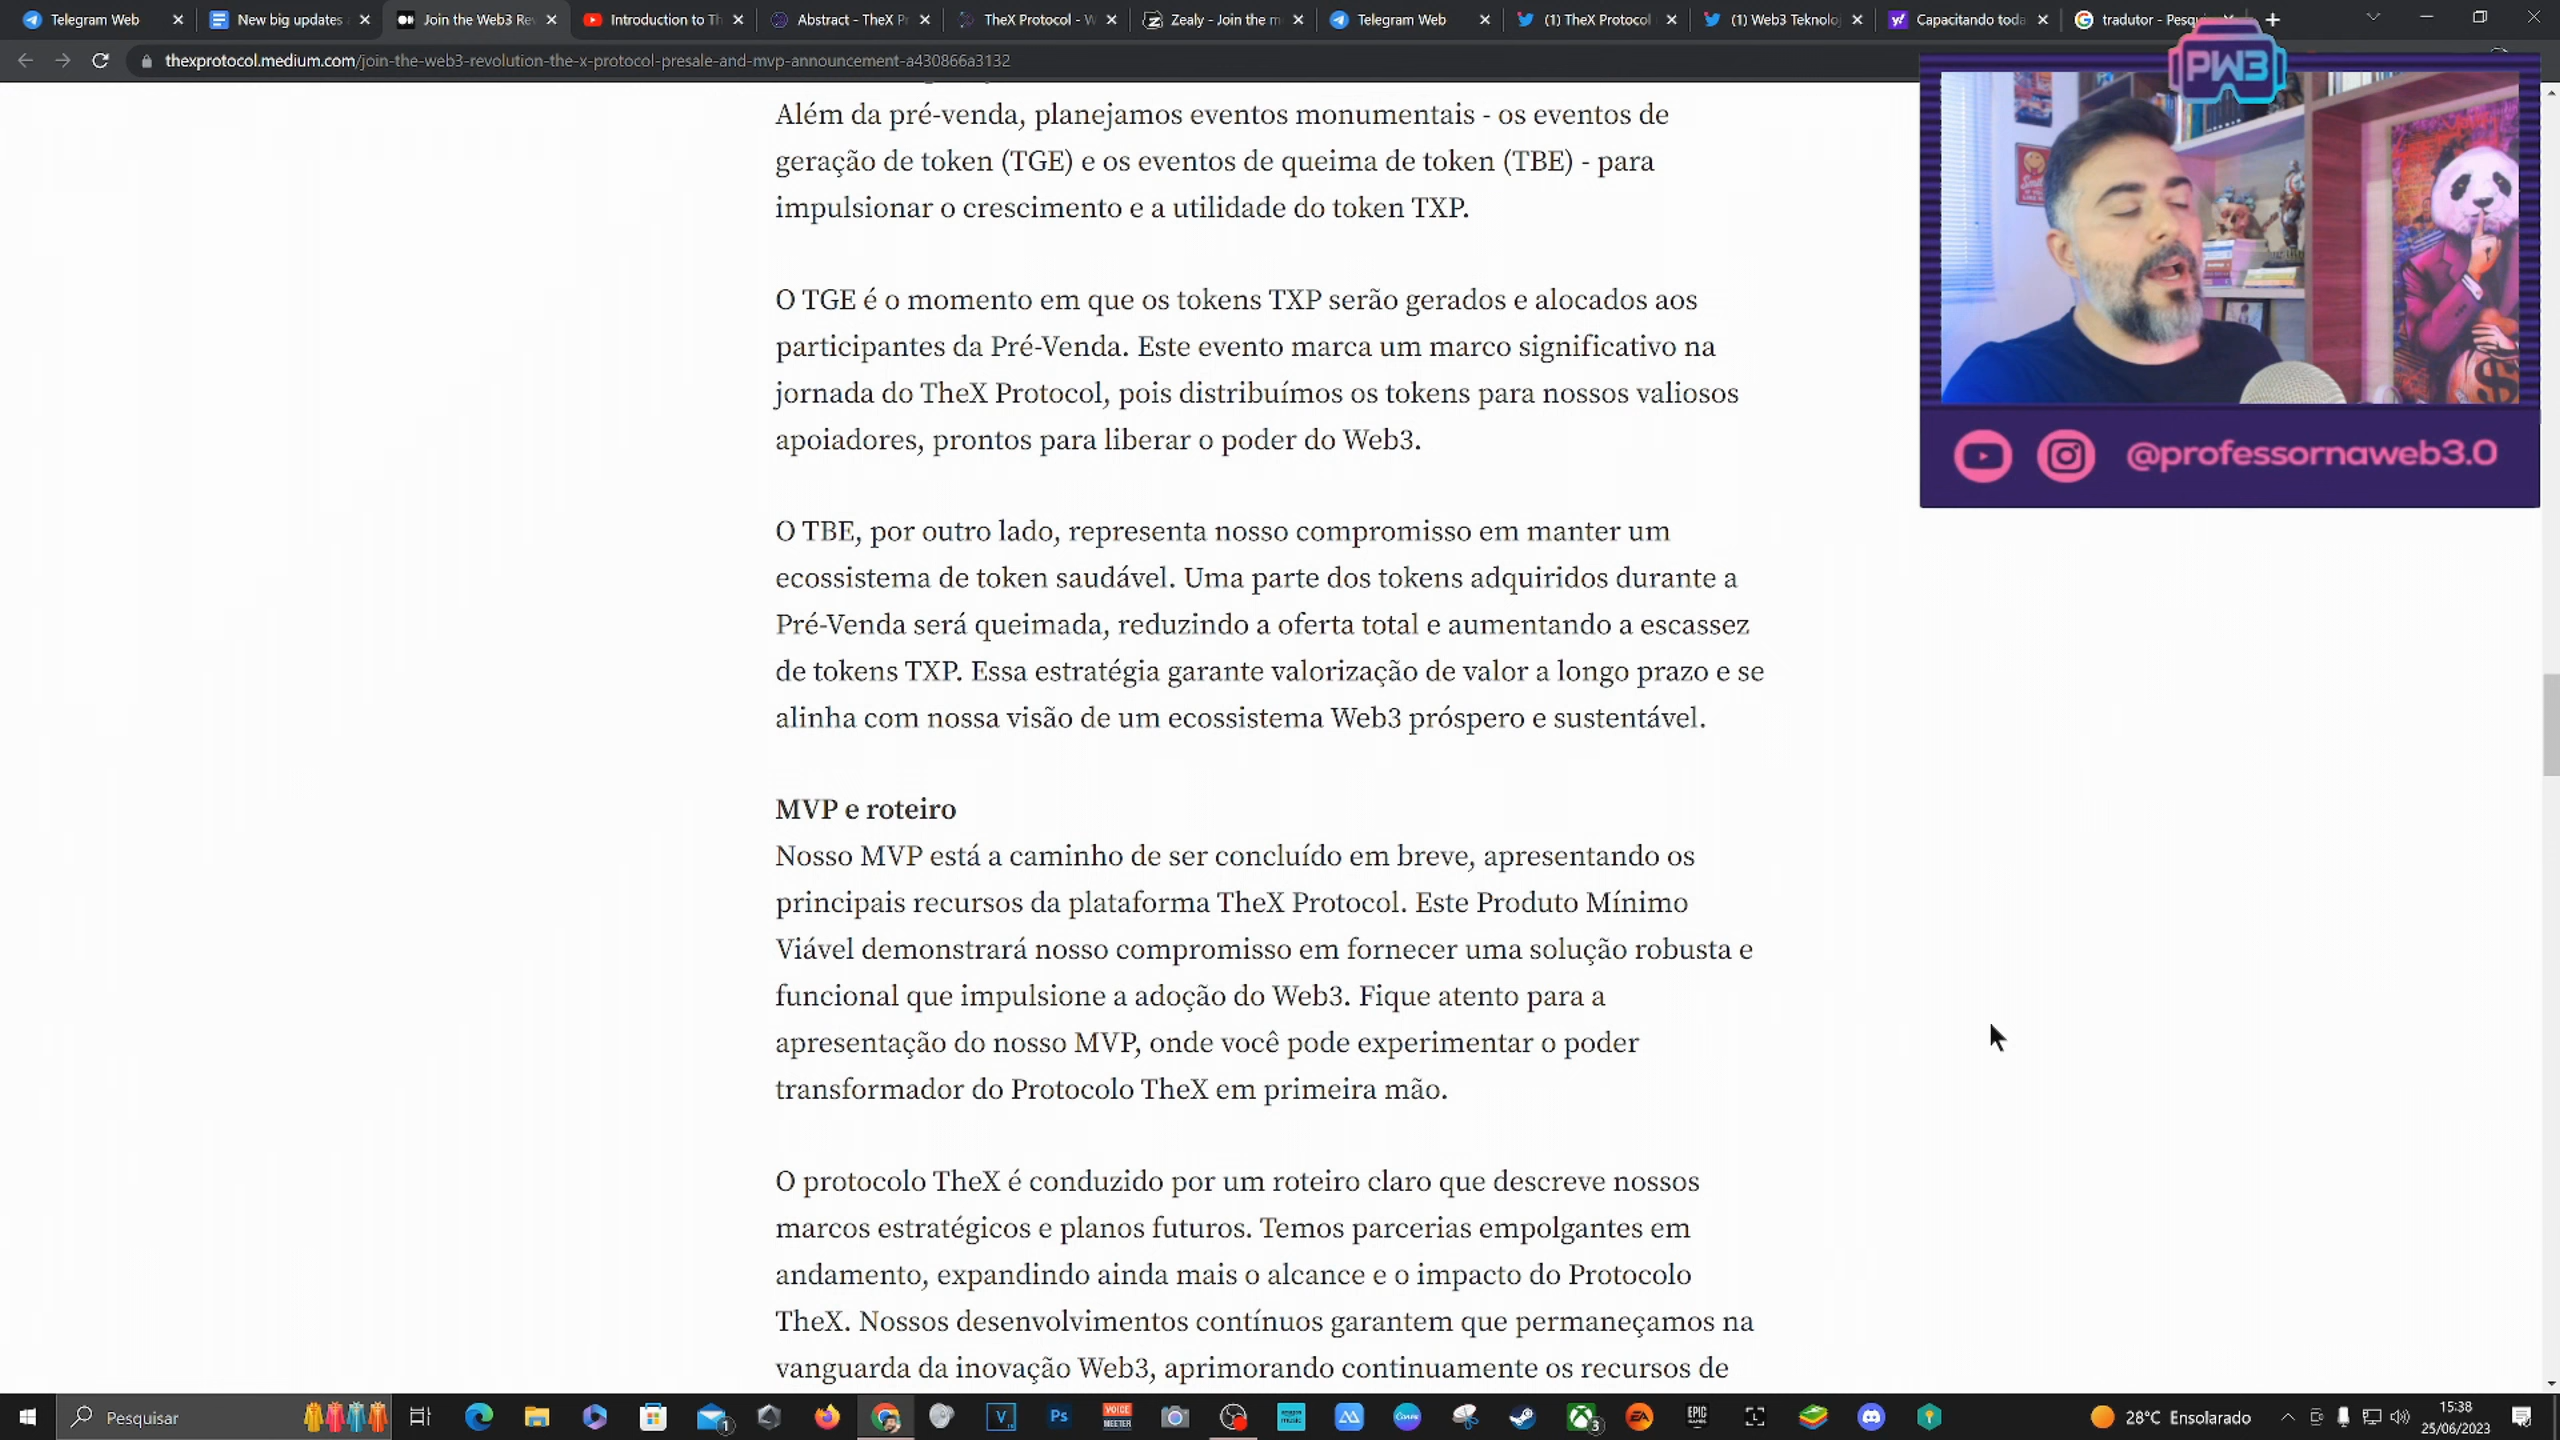 Telegram Web
New big updates
Join the Web3 Rev
Introduction to Th
Abstract - TheX Pr
TheX Protocol - W
Zealy - Join the m
Telegram Web
(1) TheX Protocol
(1) Web3 Teknoloj
Capacitando toda
tradutor - Pesqu
thexprotocol.medium.com/join-the-web3-revolution-the-x-protocol-presale-and-mvp-announcement-a430866a3132
PW3
@professornaweb3.0
Além da pré-venda, planejamos eventos monumentais - os eventos de
geração de token (TGE) e os eventos de queima de token (TBE) - para
impulsionar o crescimento e a utilidade do token TXP.
O TGE é o momento em que os tokens TXP serão gerados e alocados aos
participantes da Pré-Venda. Este evento marca um marco significativo na
jornada do TheX Protocol, pois distribuímos os tokens para nossos valiosos
apoiadores, prontos para liberar o poder do Web3.
O TBE, por outro lado, representa nosso compromisso em manter um
ecossistema de token saudável. Uma parte dos tokens adquiridos durante a
Pré-Venda será queimada, reduzindo a oferta total e aumentando a escassez
de tokens TXP. Essa estratégia garante valorização de valor a longo prazo e se
alinha com nossa visão de um ecossistema Web3 próspero e sustentável.
MVP e roteiro
Nosso MVP está a caminho de ser concluído em breve, apresentando os
principais recursos da plataforma TheX Protocol. Este Produto Mínimo
Viável demonstrará nosso compromisso em fornecer uma solução robusta e
funcional que impulsione a adoção do Web3. Fique atento para a
apresentação do nosso MVP, onde você pode experimentar o poder
transformador do Protocolo TheX em primeira mão.
O protocolo TheX é conduzido por um roteiro claro que descreve nossos
marcos estratégicos e planos futuros. Temos parcerias empolgantes em
andamento, expandindo ainda mais o alcance e o impacto do Protocolo
TheX. Nossos desenvolvimentos contínuos garantem que permaneçamos na
vanguarda da inovação Web3, aprimorando continuamente os recursos de
Pesquisar
28°C Ensolarado
15:38
25/06/2023